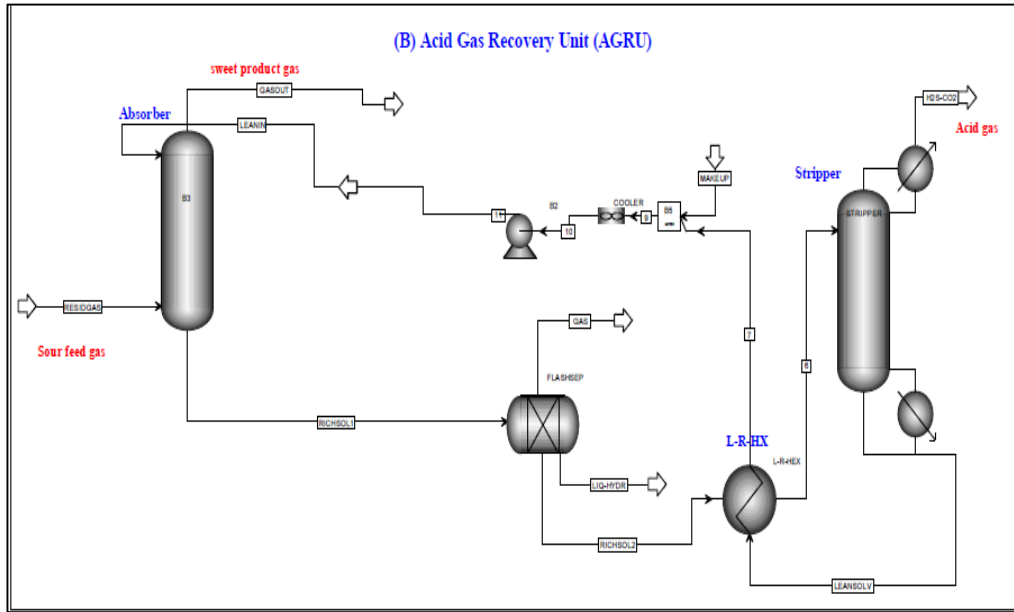 (B) Acid Gas Recovery Unit (AGRU)
sweet product gas
GASOUT
H2S-CO2
Acid gas
Absorber
LEANIN
MAKEUP
Stripper
B3
B2
COOLER
B5
11
10
9
STRIPPER
RESIDGAS
Sour feed gas
GAS
7
6
FLASHSEP
RICHSOL1
L-R-HX
L-R-HEX
LIQ-HYDR
RICHSOL2
LEANSOLV